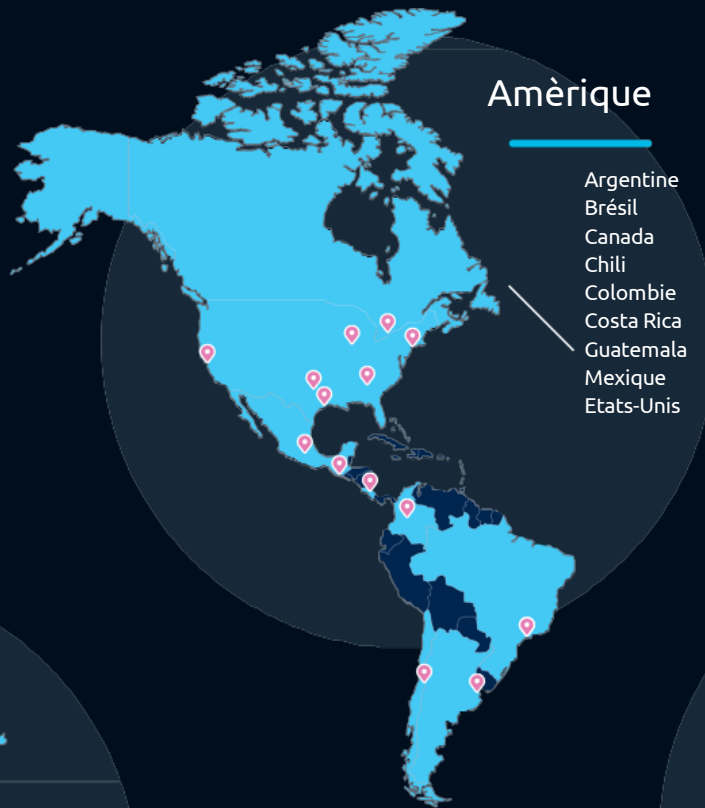 Amèrique
Argentine
Brésil
Canada
Chili
Colombie
Costa Rica
Guatemala
Mexique
Etats-Unis